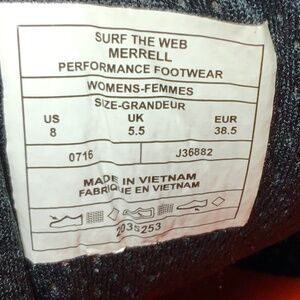 SURF THE WEB
MERRELL
PERFORMANCE FOOTWEAR
WOMENS-FEMMES
SIZE-GRANDEUR
US UK EUR
8 5.5 38.5
0716 J36882
MADE IN VIETNAM
FABRIQUE EN VIETNAM
2035253